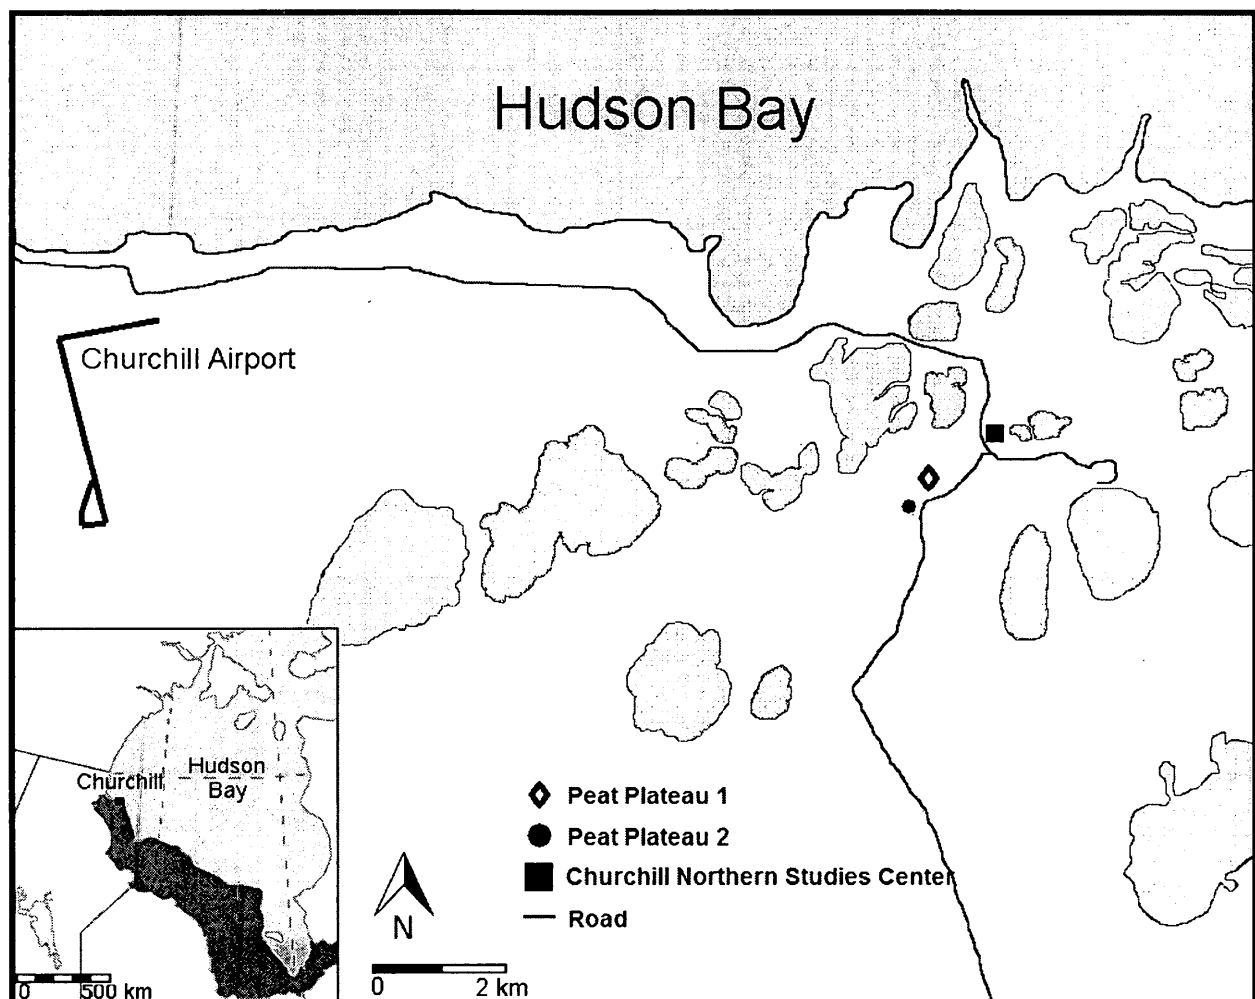 Hudson Bay
Churchill Airport
Churchill
Hudson
Bay
Peat Plateau 1
Peat Plateau 2
Churchill Northern Studies Center
Road
N
0 500 km
0 2 km